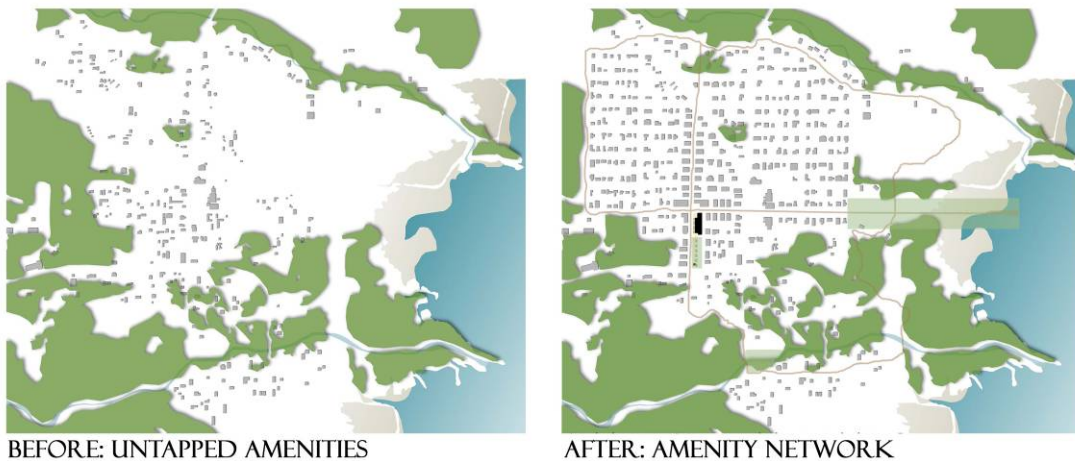 BEFORE: UNTAPPED AMENITIES
AFTER: AMENITY NETWORK